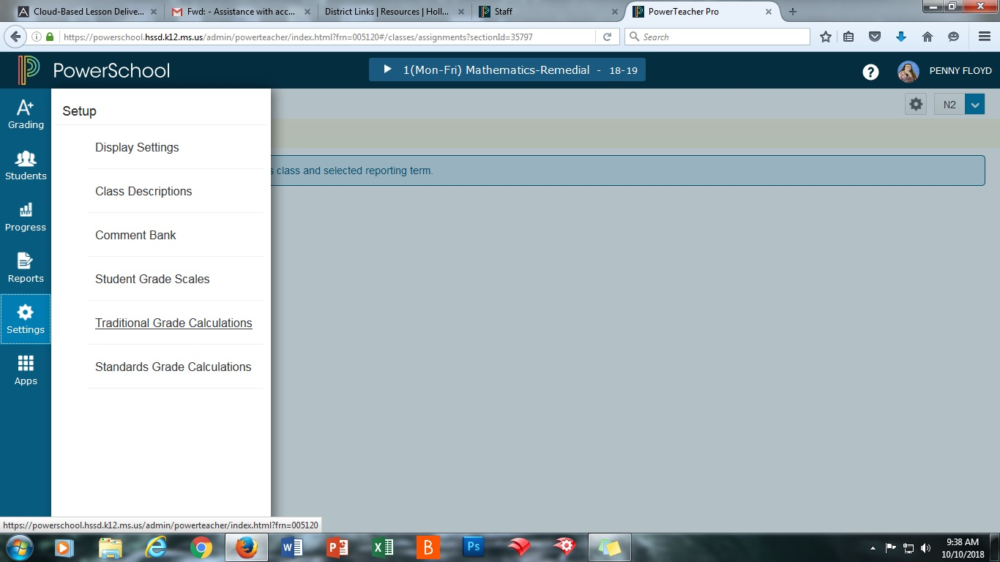 Cloud-Based Lesson Delive...
Fwd: - Assistance with acc...
District Links | Resources | Holl...
Staff
PowerTeacher Pro
https://powerschool.hssd.k12.ms.us/admin/powerteacher/index.html?frn=005120#/classes/assignments?sectionId=35797
Search
PowerSchool
1(Mon-Fri) Mathematics-Remedial - 18-19
?
PENNY FLOYD
A+
Grading
Students
Progress
Reports
Settings
Apps
Setup
Display Settings
Class Descriptions
Comment Bank
Student Grade Scales
Traditional Grade Calculations
Standards Grade Calculations
N2
s class and selected reporting term.
https://powerschool.hssd.k12.ms.us/admin/powerteacher/index.html?frn=005120
9:38 AM
10/10/2018